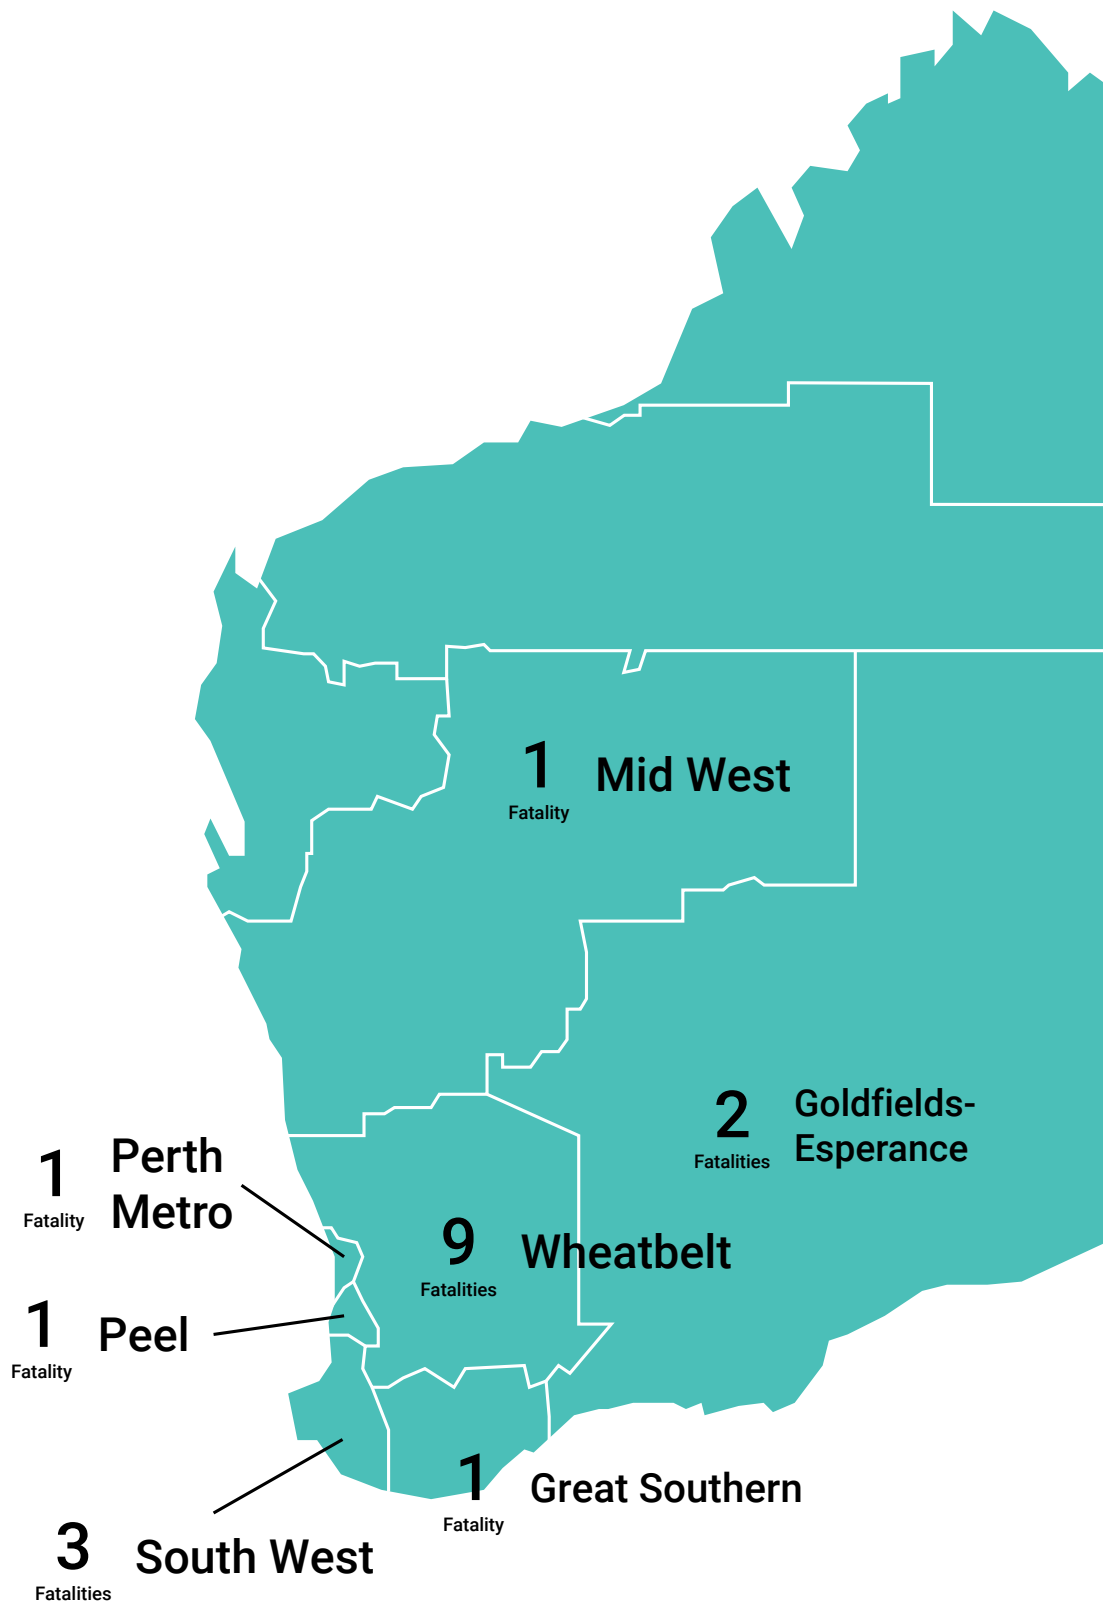 1
Fatality
Mid West
2
Fatalities
Goldfields-
Esperance
1
Fatality
Perth
Metro
9
Fatalities
Wheatbelt
1
Fatality
Peel
1
Fatality
Great Southern
3
Fatalities
South West